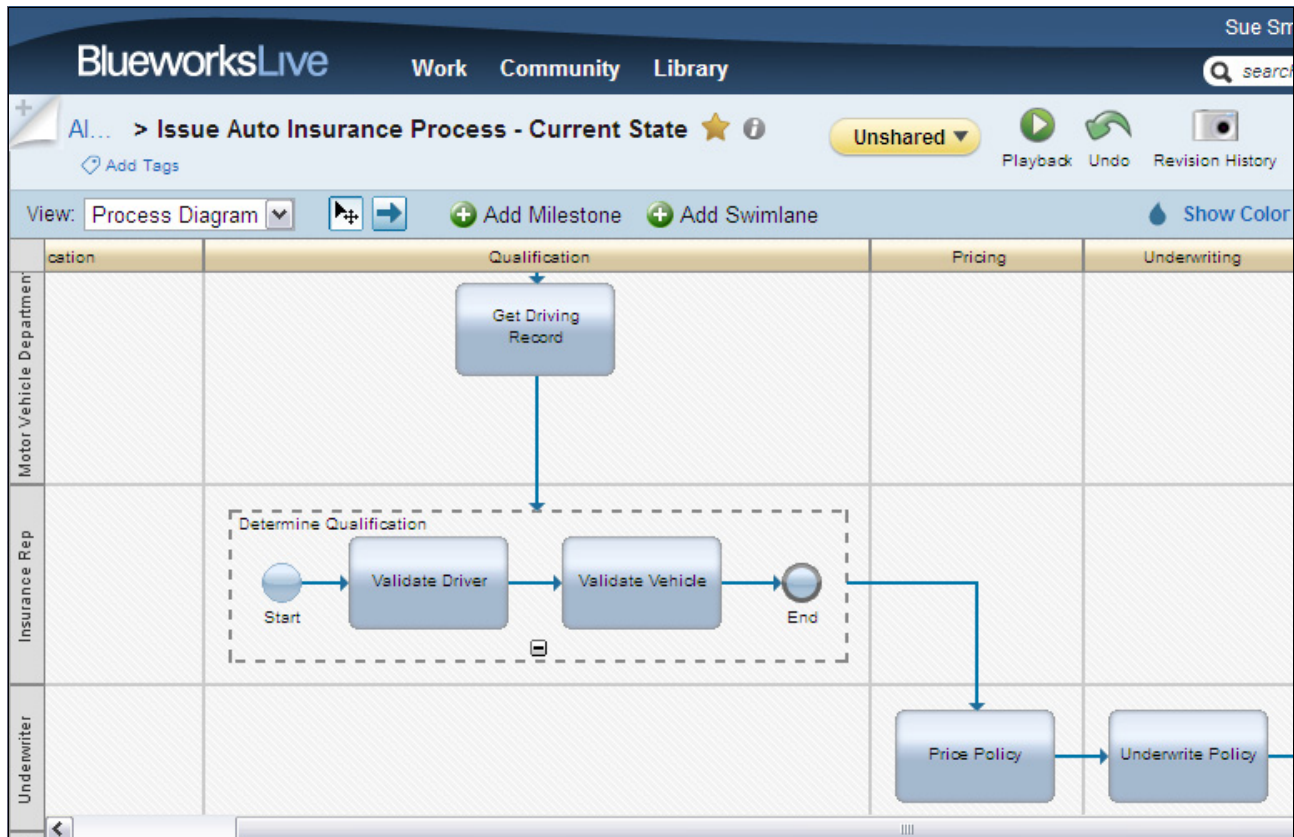 Sue Sm
BlueworksLive
Work Community Library
search
Al... > Issue Auto Insurance Process - Current State
Unshared
Playback Undo Revision History
Add Tags
View: Process Diagram
Add Milestone Add Swimlane
Show Color
cation Qualification Pricing Underwriting
Motor Vehicle Departmen
Get Driving
Record
Insurance Rep
Determine Qualification
Validate Driver Validate Vehicle
Start End
Underwriter
Price Policy Underwrite Policy